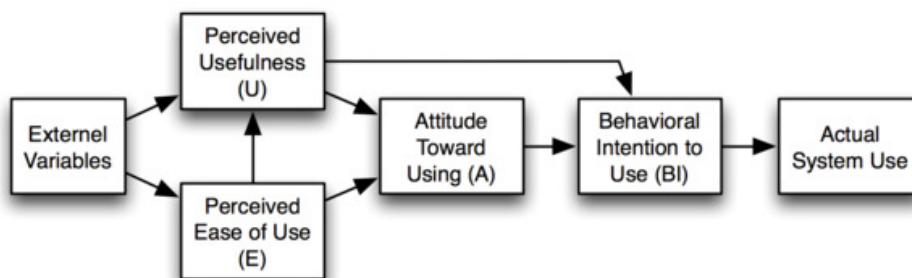 Perceived
Usefulness
(U)
Externel
Variables
Perceived
Ease of Use
(E)
Attitude
Toward
Using (A)
Behavioral
Intention to
Use (BI)
Actual
System Use